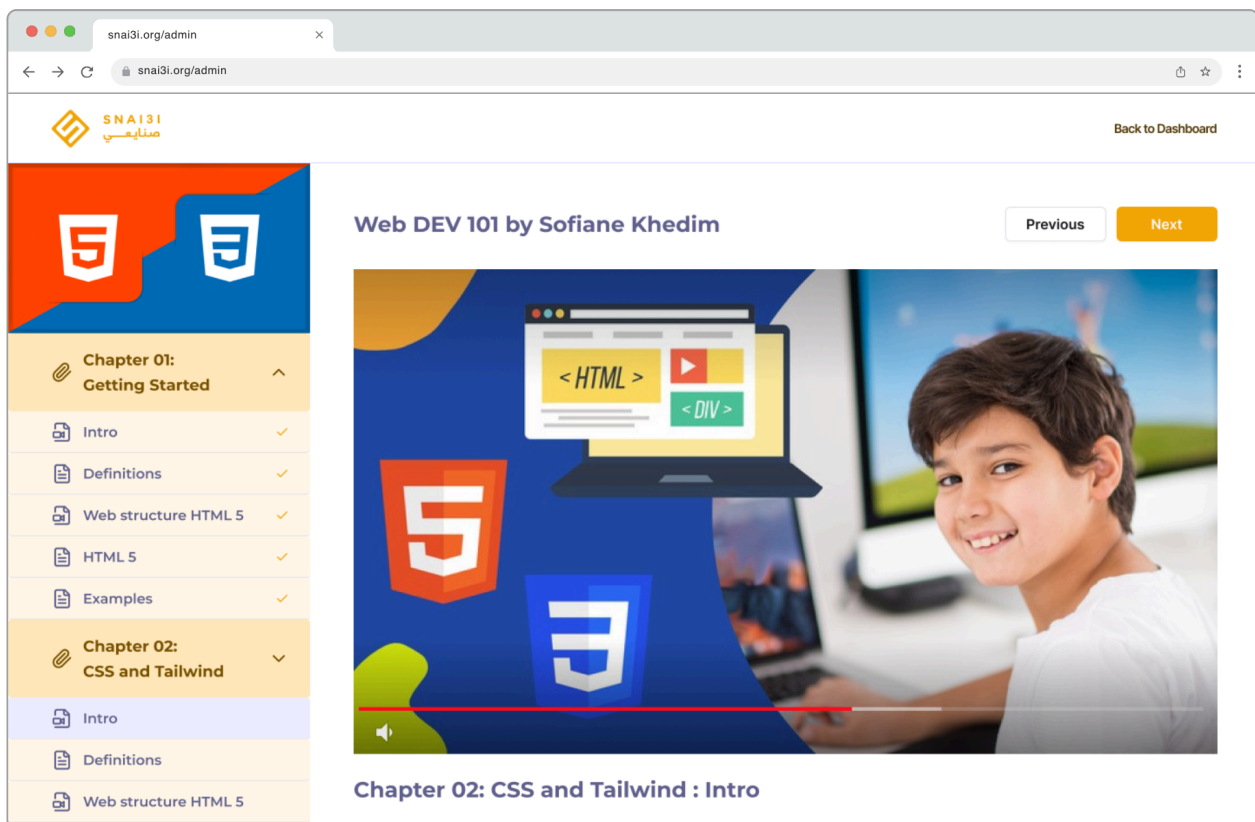 snai3i.org/admin
snai3i.org/admin
SNAI3I
صنايعـــي
Back to Dashboard
Web DEV 101 by Sofiane Khedim
Previous
Next
< HTML >
< DIV >
Chapter 01:
Getting Started
Intro
Definitions
Web structure HTML 5
HTML 5
Examples
Chapter 02:
CSS and Tailwind
Intro
Definitions
Web structure HTML 5
Chapter 02: CSS and Tailwind : Intro